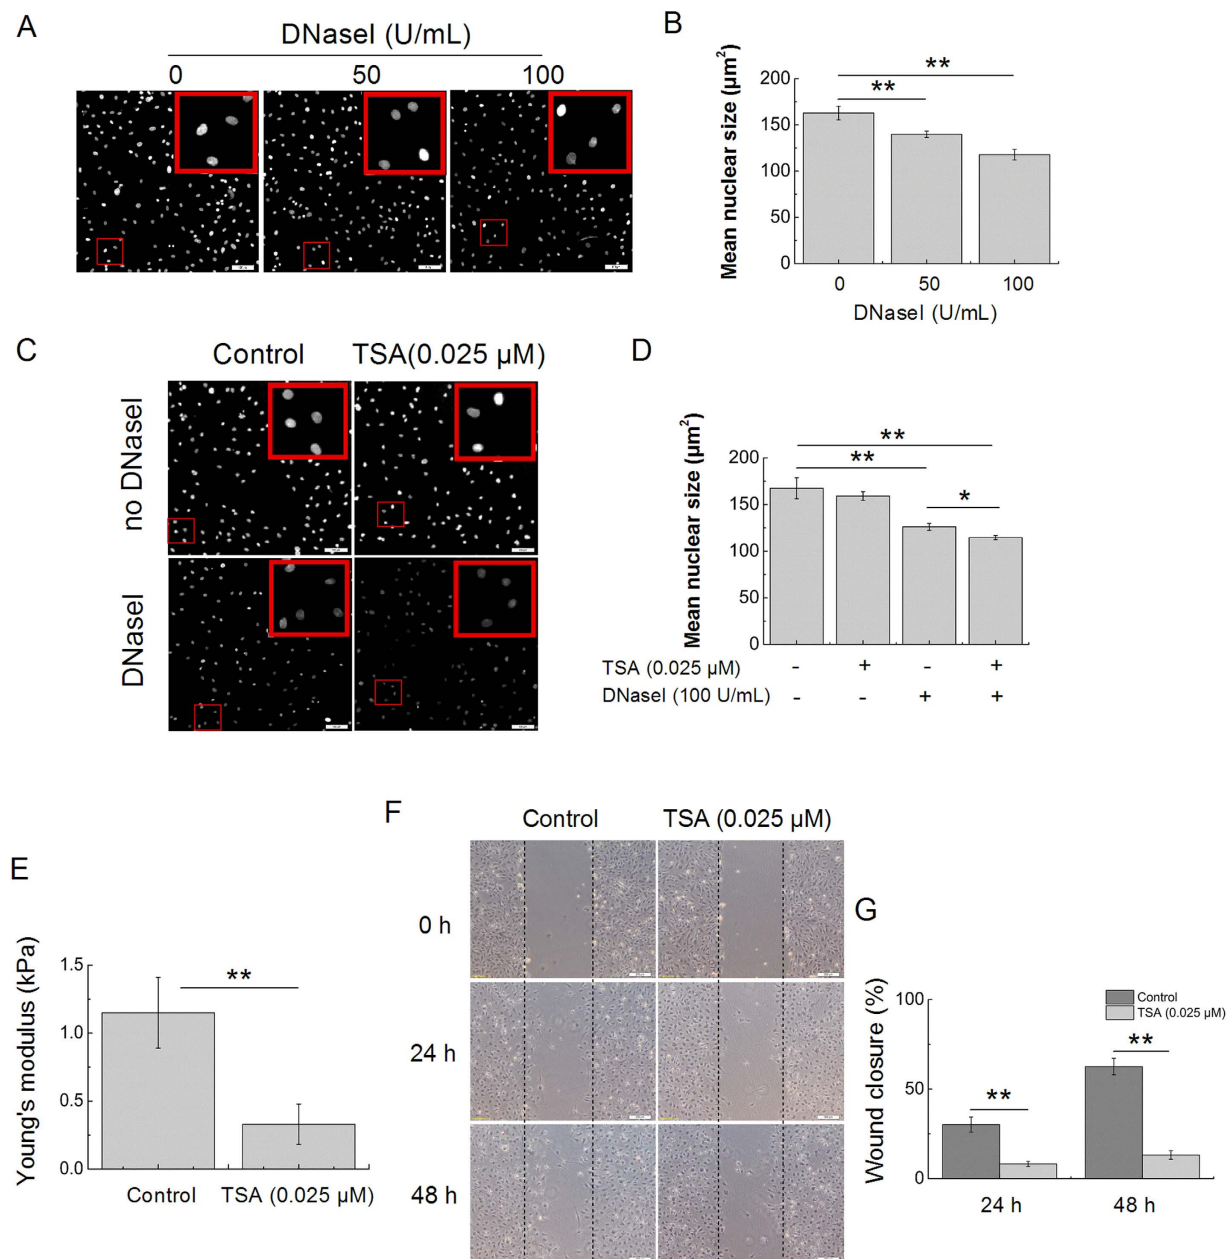 A
DNaseI (U/mL)
0 50 100
B
Mean nuclear size (µm²)
200
150
100
50
0
** **
0 50 100
DNaseI (U/mL)
C
Control TSA(0.025 µM)
no DNaseI
DNaseI
D
Mean nuclear size (µm²)
200
150
100
50
0
**
**
*
TSA (0.025 µM) - + - +
DNaseI (100 U/mL) - - + +
E
Young's modulus (kPa)
1.5
1.0
0.5
0.0
**
Control TSA (0.025 µM)
F
Control TSA (0.025 µM)
0 h
24 h
48 h
G
Wound closure (%)
100
50
0
Control
TSA (0.025 µM)
**
**
24 h 48 h